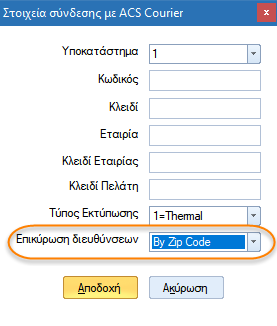 Στοιχεία σύνδεσης με ACS Courier x
Υποκατάστημα 1
Κωδικός
Κλειδί
Εταιρία
Κλειδί Εταιρίας
Κλειδί Πελάτη
Τύπος Εκτύπωσης 1=Thermal
Επικύρωση διευθύνσεων By Zip Code
Αποδοχή Ακύρωση